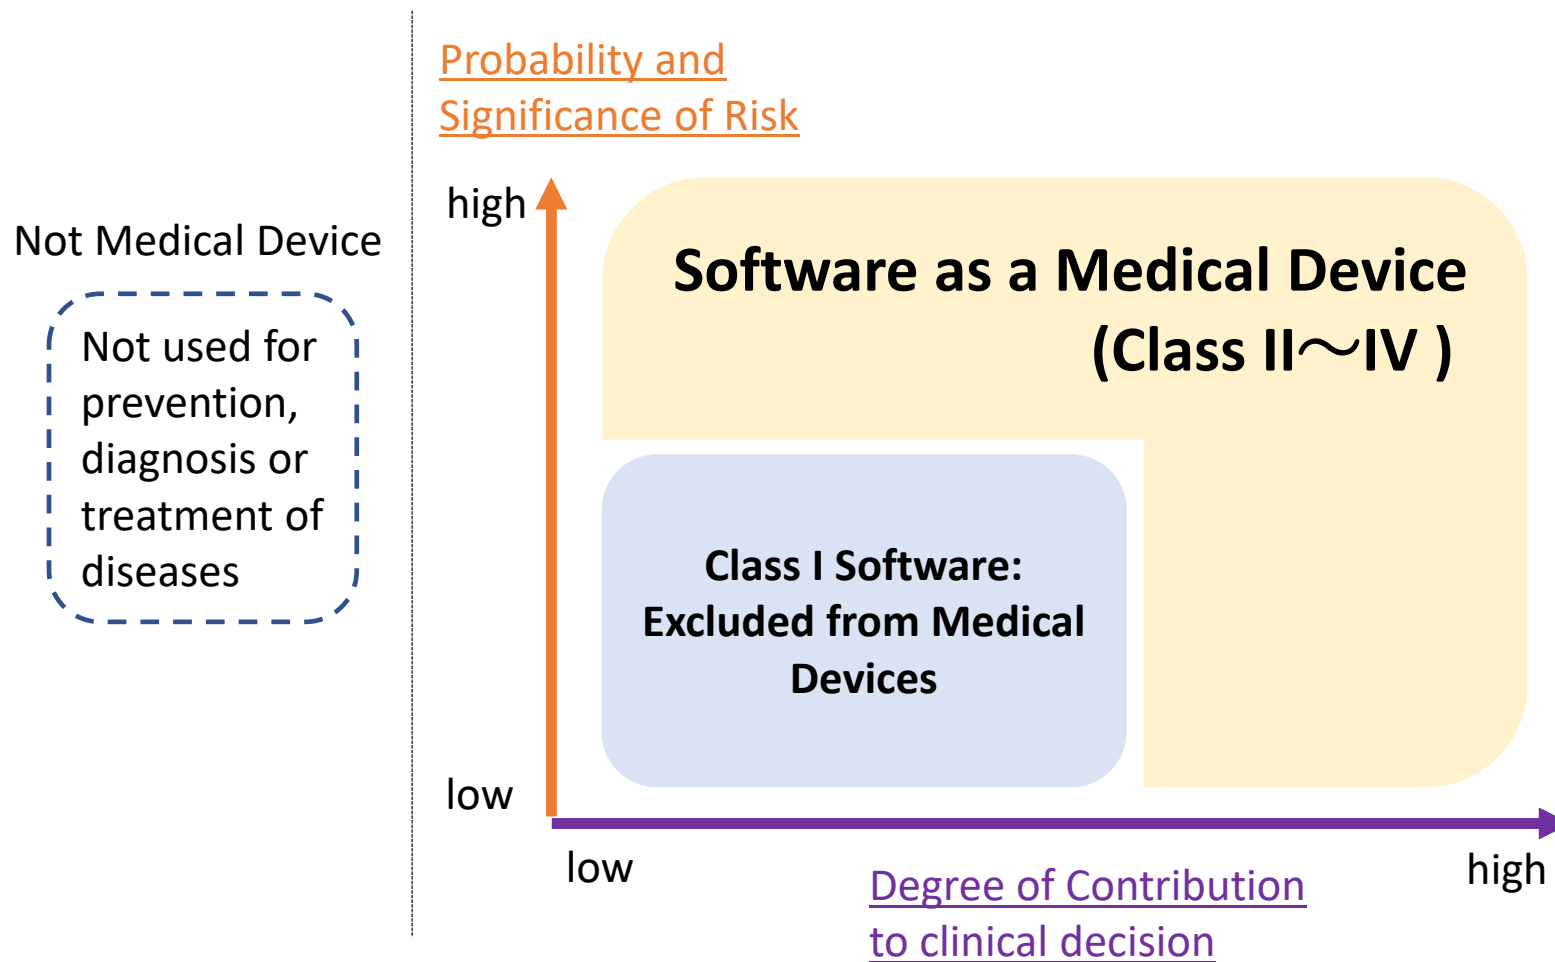 Not Medical Device
Not used for
prevention,
diagnosis or
treatment of
diseases
Probability and
Significance of Risk
high
low
Software as a Medical Device
(Class II～IV )
Class I Software:
Excluded from Medical
Devices
low
high
Degree of Contribution
to clinical decision